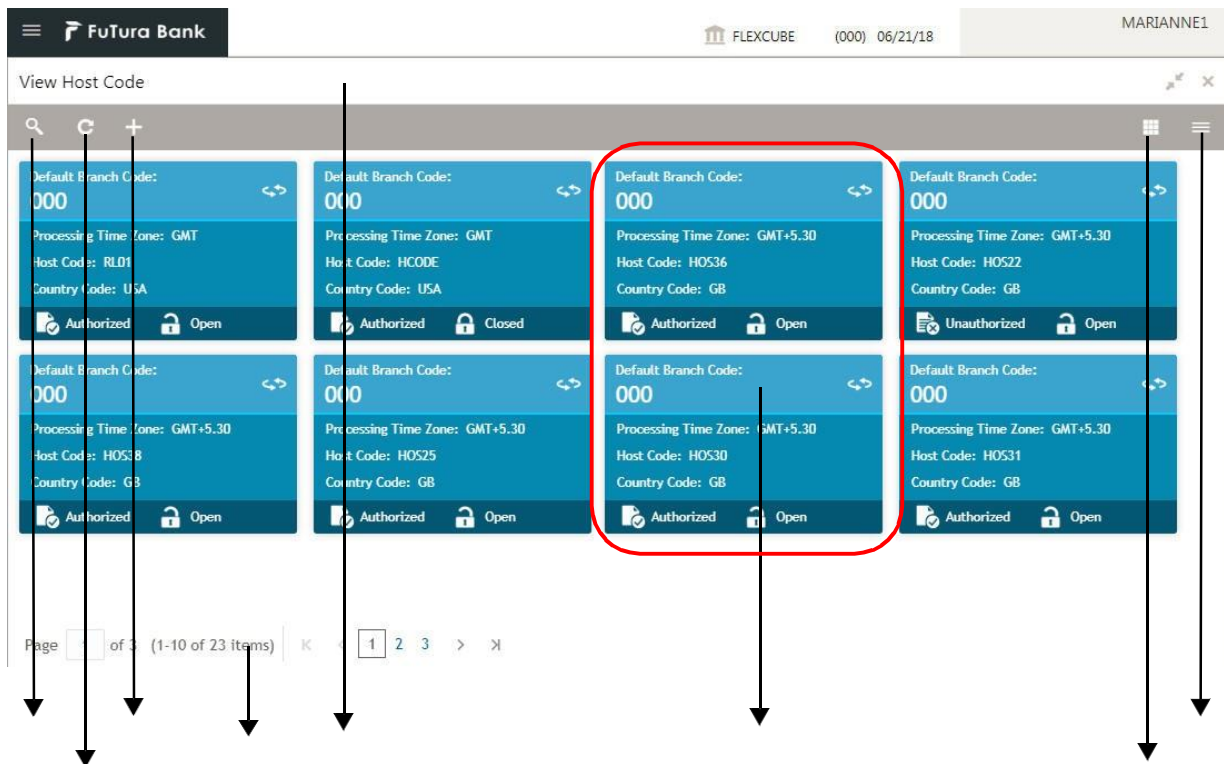 FuTura Bank
FLEXCUBE (000) 06/21/18
MARIANNE1
View Host Code
Default Branch Code:
000
Processing Time Zone: GMT
Host Code: RL01
Country Code: USA
Authorized Open
Default Branch Code:
000
Processing Time Zone: GMT
Host Code: HCODE
Country Code: USA
Authorized Closed
Default Branch Code:
000
Processing Time Zone: GMT+5.30
Host Code: HOS36
Country Code: GB
Authorized Open
Default Branch Code:
000
Processing Time Zone: GMT+5.30
Host Code: HOS22
Country Code: GB
Unauthorized Open
Default Branch Code:
000
Processing Time Zone: GMT+5.30
Host Code: HOS38
Country Code: GB
Authorized Open
Default Branch Code:
000
Processing Time Zone: GMT+5.30
Host Code: HOS25
Country Code: GB
Authorized Open
Default Branch Code:
000
Processing Time Zone: GMT+5.30
Host Code: HOS30
Country Code: GB
Authorized Open
Default Branch Code:
000
Processing Time Zone: GMT+5.30
Host Code: HOS31
Country Code: GB
Authorized Open
Page of 3 (1-10 of 23 items) 1 2 3